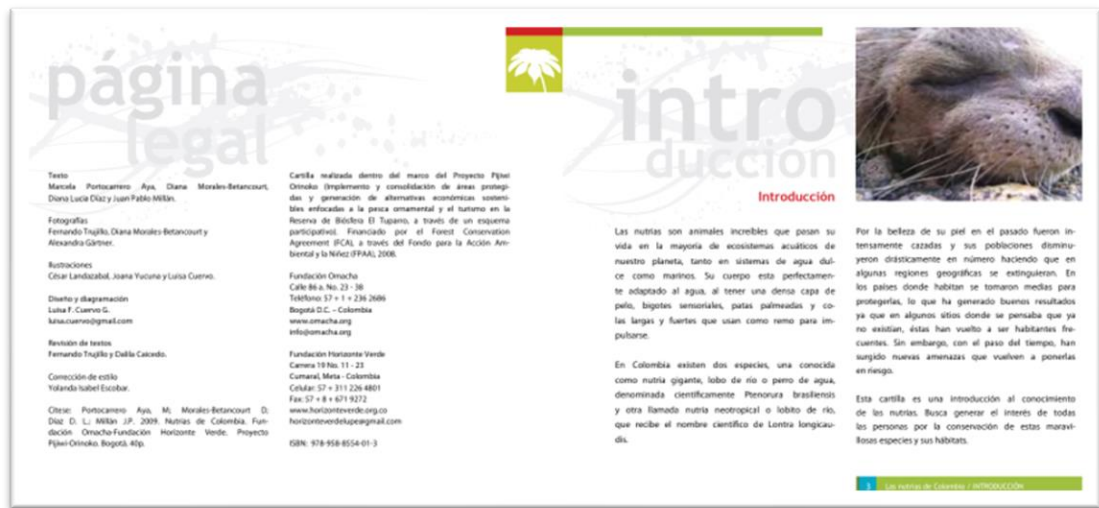 página
legal
Texto
Marcela Portocarrero Aya, Diana Morales-Betancourt,
Diana Lucia Díaz y Juan Pablo Millán.
Fotografías
Fernando Trujillo, Diana Morales-Betancourt y
Alexandra Gärtner.
Ilustraciones
César Landazabal, Joana Yucuna y Luisa Cuervo.
Diseño y diagramación
Luisa F. Cuervo G.
luisa.cuervo@gmail.com
Revisión de textos
Fernando Trujillo y Dalila Caicedo.
Corrección de estilo
Yolanda Isabel Escobar.
Cítese: Portocarrero Aya, M; Morales-Betancourt D;
Díaz D. L.; Millán J.P. 2009. Nutrias de Colombia. Fun-
dación Omacha-Fundación Horizonte Verde. Proyecto
Pijiwi-Orinoko. Bogotá. 40p.
Cartilla realizada dentro del marco del Proyecto Pijiwi
Orinoko (Implemento y consolidación de áreas protegi-
das y generación de alternativas económicas sosteni-
bles enfocadas a la pesca ornamental y el turismo en la
Reserva de Biósfera El Tuparro, a través de un esquema
participativo). Financiado por el Forest Conservation
Agreement (FCA), a través del Fondo para la Acción Am-
biental y la Niñez (FPAA), 2008.
Fundación Omacha
Calle 86 a. No. 23 - 38
Teléfono: 57 + 1 + 236 2686
Bogotá D.C. – Colombia
www.omacha.org
info@omacha.org
Fundación Horizonte Verde
Carrera 19 No. 11 - 23
Cumaral, Meta - Colombia
Celular: 57 + 311 226 4801
Fax: 57 + 8 + 671 9272
www.horizonteverde.org.co
horizonteverdelupe@gmail.com
ISBN: 978-958-8554-01-3
intro
duccion
Introducción
Las nutrias son animales increíbles que pasan su
vida en la mayoría de ecosistemas acuáticos de
nuestro planeta, tanto en sistemas de agua dul-
ce como marinos. Su cuerpo esta perfectamen-
te adaptado al agua, al tener una densa capa de
pelo, bigotes sensoriales, patas palmeadas y co-
las largas y fuertes que usan como remo para im-
pulsarse.
En Colombia existen dos especies, una conocida
como nutria gigante, lobo de río o perro de agua,
denominada científicamente Ptenorura brasiliensis
y otra llamada nutria neotropical o lobito de río,
que recibe el nombre científico de Lontra longicau-
dis.
Por la belleza de su piel en el pasado fueron in-
tensamente cazadas y sus poblaciones disminu-
yeron drásticamente en número haciendo que en
algunas regiones geográficas se extinguieran. En
los países donde habitan se tomaron medias para
protegerlas, lo que ha generado buenos resultados
ya que en algunos sitios donde se pensaba que ya
no existían, éstas han vuelto a ser habitantes fre-
cuentes. Sin embargo, con el paso del tiempo, han
surgido nuevas amenazas que vuelven a ponerlas
en riesgo.
Esta cartilla es una introducción al conocimiento
de las nutrias. Busca generar el interés de todas
las personas por la conservación de estas maravi-
llosas especies y sus hábitats.
3 Las nutrias de Colombia / INTRODUCCIÓN